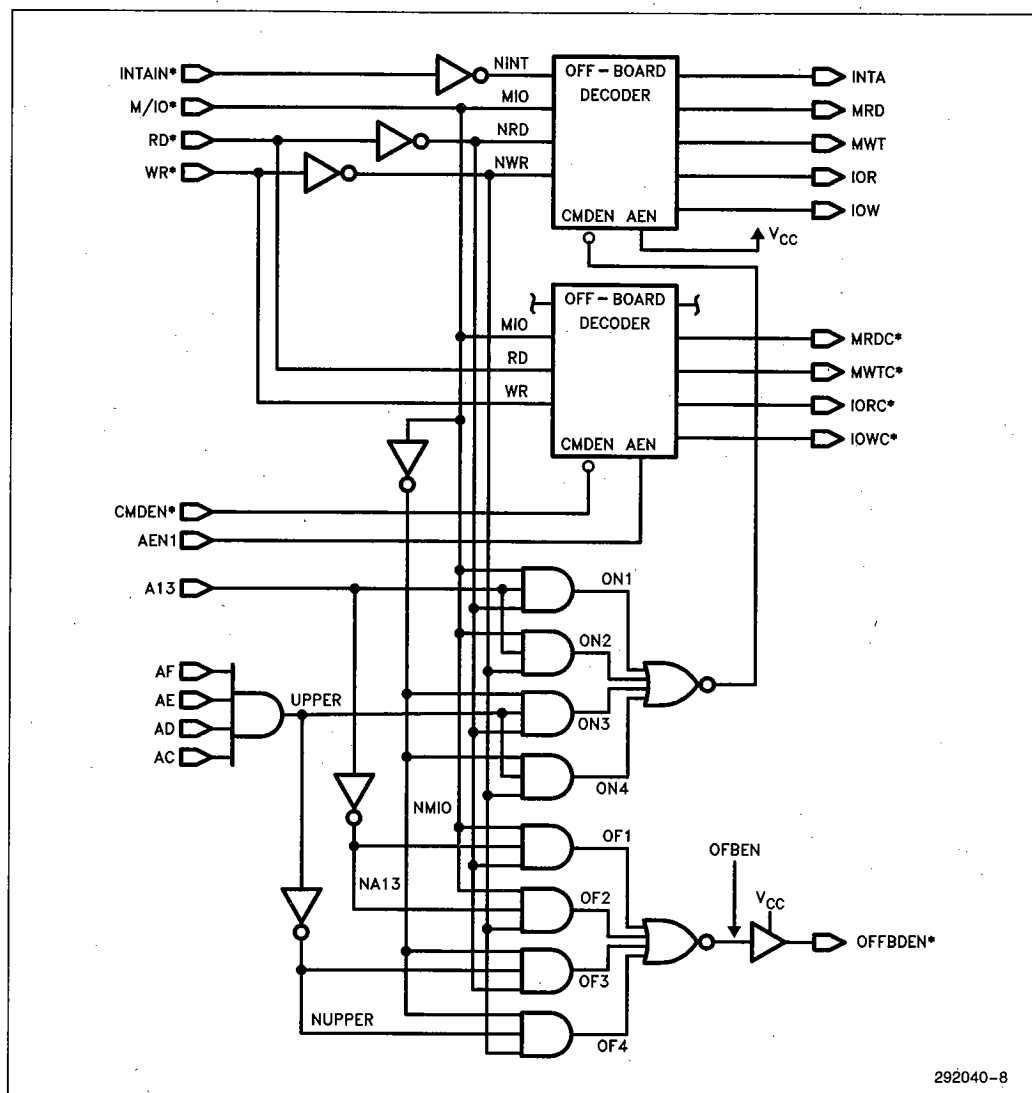 INTAIN*
M/IO*
RD*
WR*
NINT
MIO
NRD
NWR
OFF-BOARD
DECODER
CMDEN AEN
INTA
MRD
MWT
IOR
IOW
VCC
OFF-BOARD
DECODER
MIO
RD
WR
CMDEN AEN
MRDC*
MWTC*
IORC*
IOWC*
CMDEN*
AEN1
A13
AF
AE
AD
AC
UPPER
ON1
ON2
ON3
ON4
NMIO
NA13
NUPPER
OF1
OF2
OF3
OF4
OFBEN
VCC
OFFBDEN*
292040-8